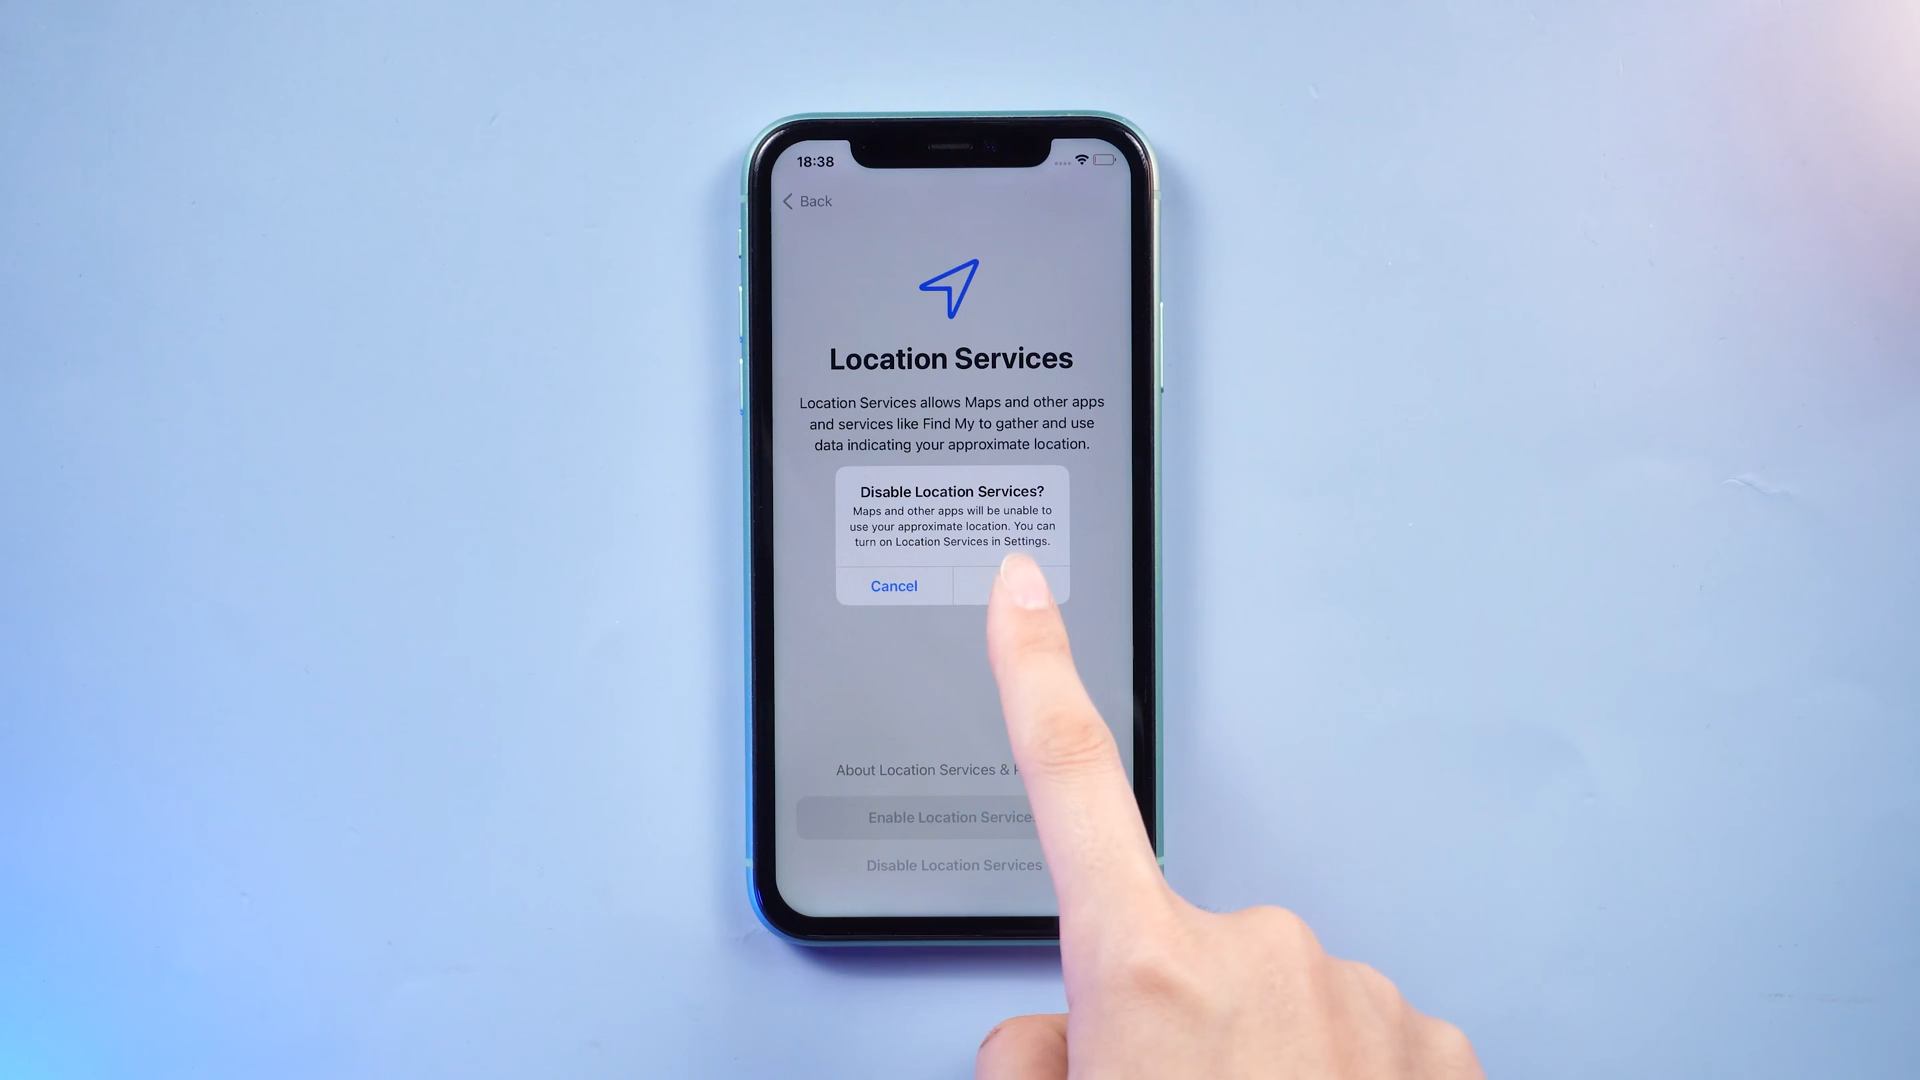 18:38
Back
Location Services
Location Services allows Maps and other apps
and services like Find My to gather and use
data indicating your approximate location.
Disable Location Services?
Maps and other apps will be unable to
use your approximate location. You can
turn on Location Services in Settings.
Cancel
About Location Services &
Enable Location Service
Disable Location Services